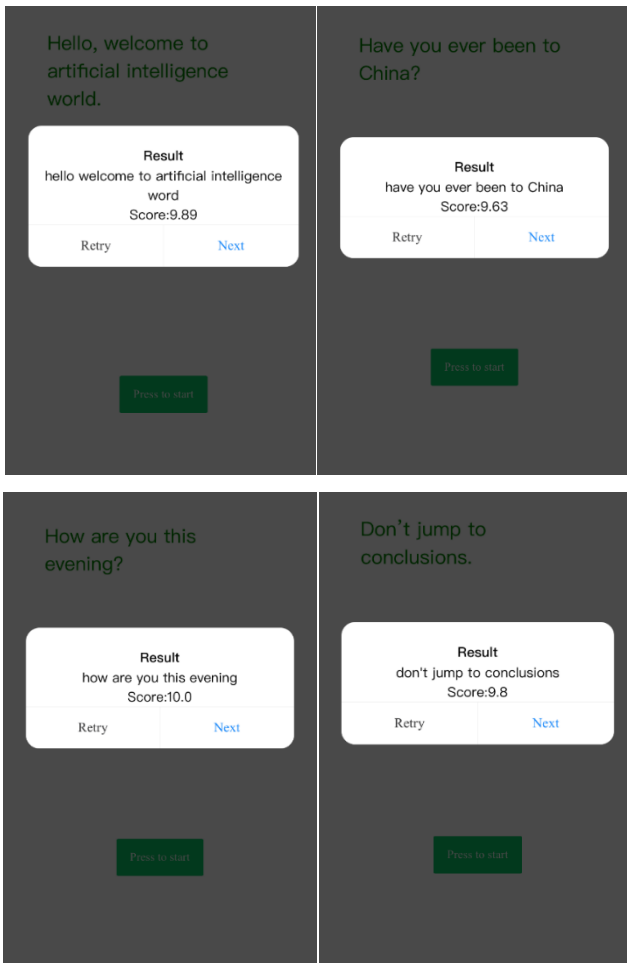 Hello, welcome to
artificial intelligence
world.
Result
hello welcome to artificial intelligence
word
Score:9.89
Retry
Next
Press to start
Have you ever been to
China?
Result
have you ever been to China
Score:9.63
Retry
Next
Press to start
How are you this
evening?
Result
how are you this evening
Score:10.0
Retry
Next
Press to start
Don’t jump to
conclusions.
Result
don't jump to conclusions
Score:9.8
Retry
Next
Press to start